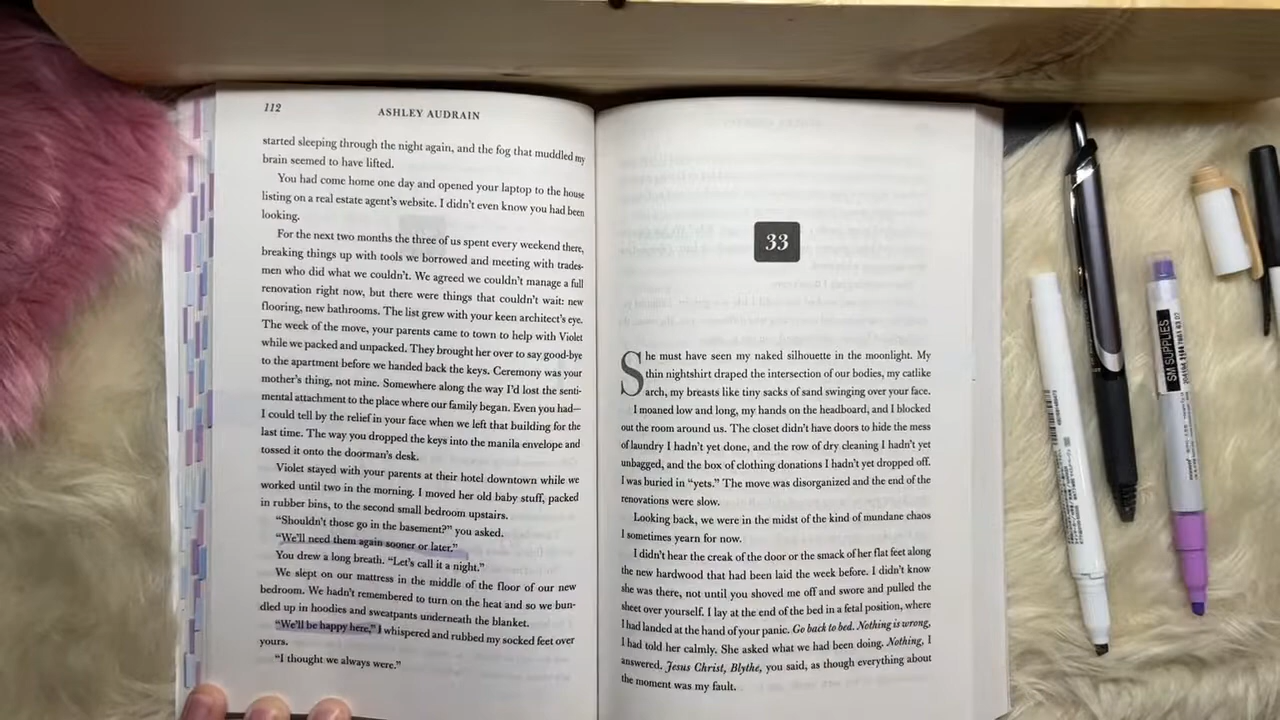 112
ASHLEY AUDRAIN
started sleeping through the night again, and the fog that muddled my
brain seemed to have lifted.
You had come home one day and opened your laptop to the house
listing on a real estate agent's website. I didn't even know you had been
looking.
For the next two months the three of us spent every weekend there,
breaking things up with tools we borrowed and meeting with trades-
men who did what we couldn't. We agreed we couldn't manage a full
renovation right now, but there were things that couldn't wait: new
flooring, new bathrooms. The list grew with your keen architect's eye.
The week of the move, your parents came to town to help with Violet
while we packed and unpacked. They brought her over to say good-bye
to the apartment before we handed back the keys. Ceremony was your
mother's thing, not mine. Somewhere along the way I'd lost the senti-
mental attachment to the place where our family began. Even you had—
I could tell by the relief in your face when we left that building for the
last time. The way you dropped the keys into the manila envelope and
tossed it onto the doorman's desk.
Violet stayed with your parents at their hotel downtown while we
worked until two in the morning. I moved her old baby stuff, packed
in rubber bins, to the second small bedroom upstairs.
"Shouldn't those go in the basement?" you asked.
"We'll need them again sooner or later."
You drew a long breath. "Let's call it a night."
We slept on our mattress in the middle of the floor of our new
bedroom. We hadn't remembered to turn on the heat and so we bun-
dled up in hoodies and sweatpants underneath the blanket.
"We'll be happy here," I whispered and rubbed my socked feet over
yours.
"I thought we always were."
33
She must have seen my naked silhouette in the moonlight. My
thin nightshirt draped the intersection of our bodies, my catlike
arch, my breasts like tiny sacks of sand swinging over your face.
I moaned low and long, my hands on the headboard, and I blocked
out the room around us. The closet didn't have doors to hide the mess
of laundry I hadn't yet done, and the row of dry cleaning I hadn't yet
unbagged, and the box of clothing donations I hadn't yet dropped off.
I was buried in "yets." The move was disorganized and the end of the
renovations were slow.
Looking back, we were in the midst of the kind of mundane chaos
I sometimes yearn for now.
I didn't hear the creak of the door or the smack of her flat feet along
the new hardwood that had been laid the week before. I didn't know
she was there, not until you shoved me off and swore and pulled the
sheet over yourself. I lay at the end of the bed in a fetal position, where
I had landed at the hand of your panic. Go back to bed. Nothing is wrong,
I had told her calmly. She asked what we had been doing. Nothing, I
answered. Jesus Christ, Blythe, you said, as though everything about
the moment was my fault.
SM SUPPLIES